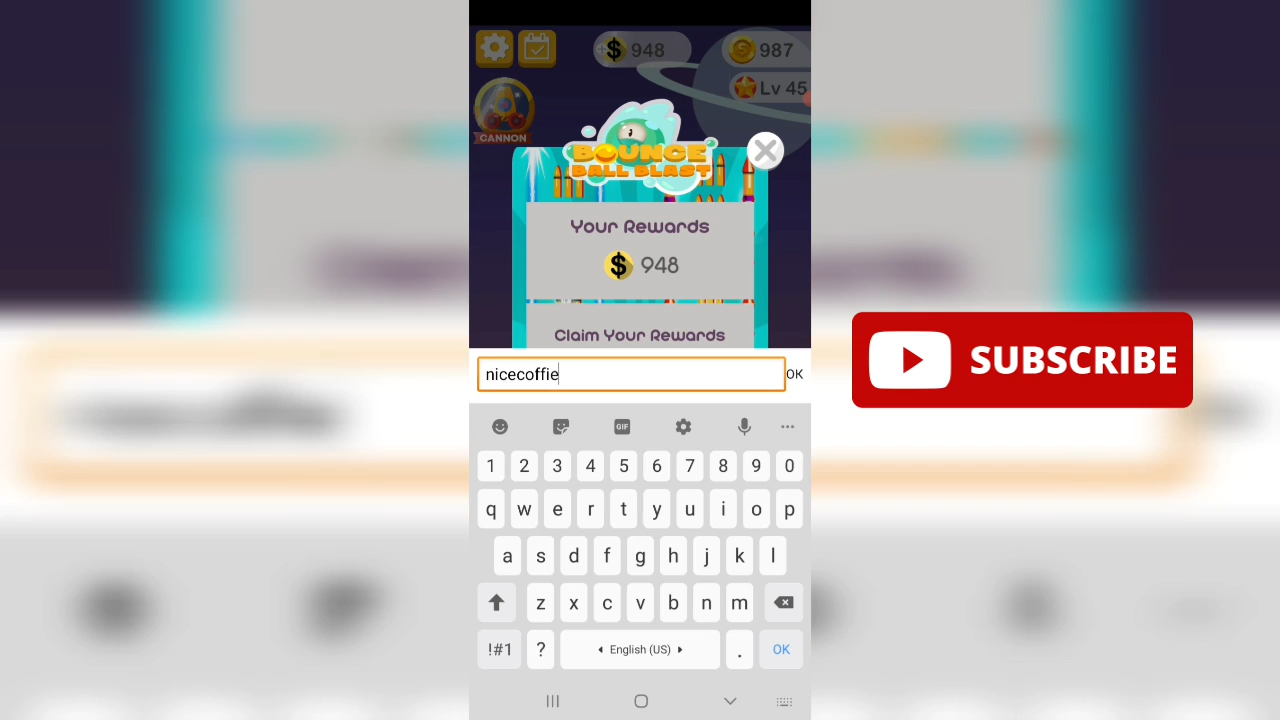 948
987
Lv 45
CANNON
BOUNCE
BALL BLAST
Your Rewards
948
Claim Your Rewards
nicecoffie
OK
SUBSCRIBE
GIF
1 2 3 4 5 6 7 8 9 0
q w e r t y u i o p
a s d f g h j k l
z x c v b n m
!#1 ? English (US) . OK